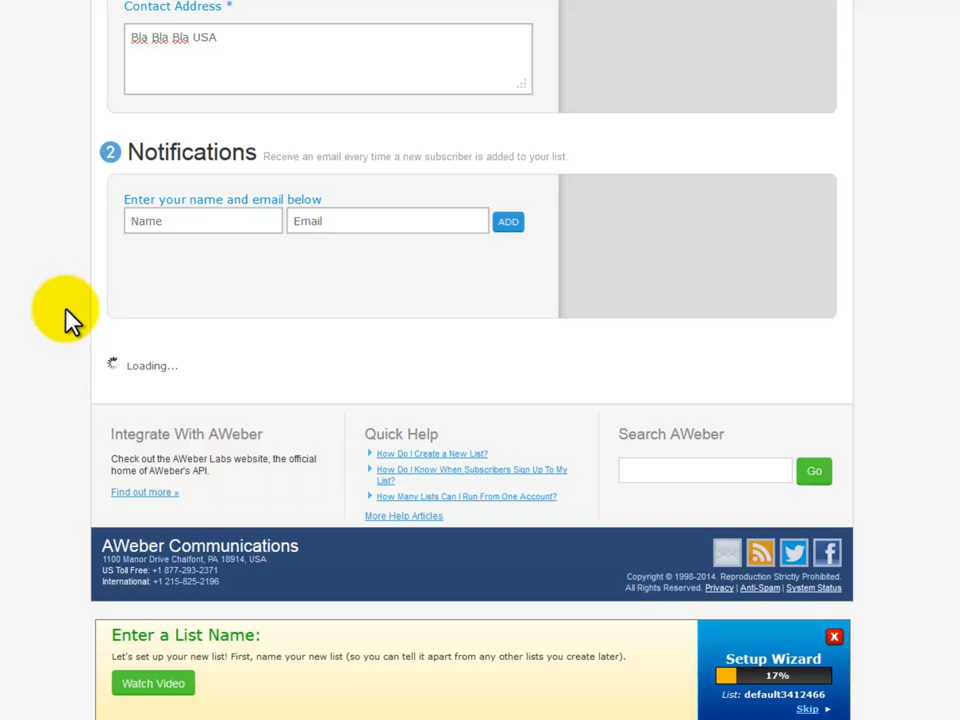 Contact Address *
Bla Bla Bla USA
2 Notifications Receive an email every time a new subscriber is added to your list.
Enter your name and email below
Name Email ADD
Loading...
Integrate With AWeber
Check out the AWeber Labs website, the official
home of AWeber's API.
Find out more »
Quick Help
How Do I Create a New List?
How Do I Know When Subscribers Sign Up To My
List?
How Many Lists Can I Run From One Account?
More Help Articles
Search AWeber
Go
AWeber Communications
1100 Manor Drive Chalfont, PA 18914, USA
US Toll Free: +1 877-293-2371
International: +1 215-825-2196
Copyright © 1998-2014. Reproduction Strictly Prohibited.
All Rights Reserved. Privacy | Anti-Spam | System Status
Enter a List Name:
Let's set up your new list! First, name your new list (so you can tell it apart from any other lists you create later).
Watch Video
X
Setup Wizard
17%
List: default3412466
Skip